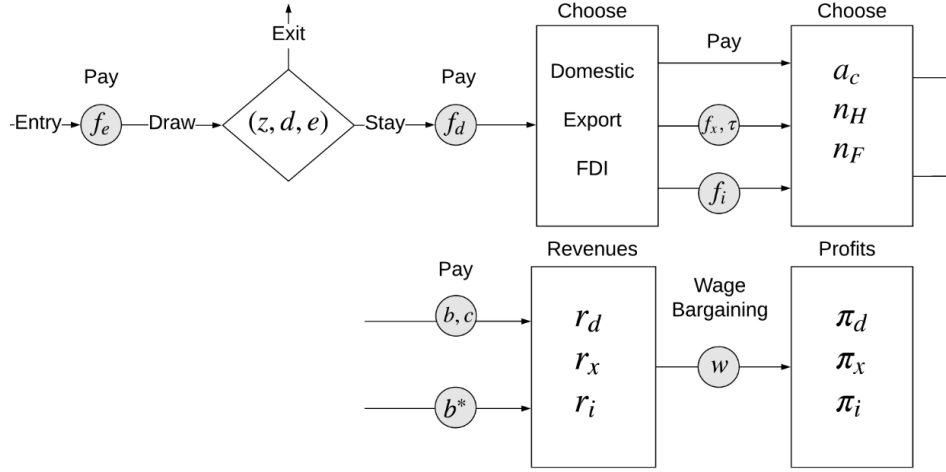 Choose
Choose
Exit
Pay
Pay
Pay
Entry
f_e
Draw
(z, d, e)
Stay
f_d
Domestic
Export
FDI
f_x, τ
f_i
a_c
n_H
n_F
Revenues
Profits
Pay
Wage
Bargaining
b, c
b*
r_d
r_x
r_i
w
π_d
π_x
π_i